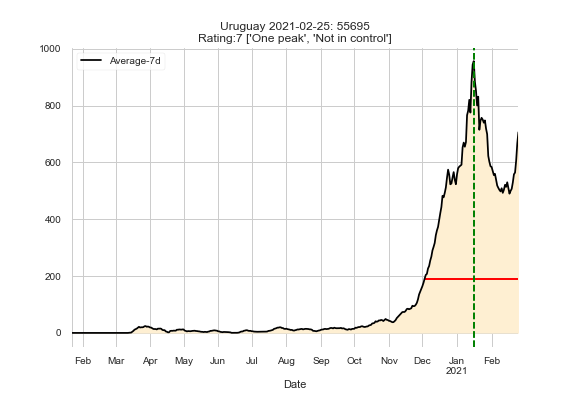 Uruguay 2021-02-25: 55695
Rating:7 ['One peak', 'Not in control']
Average-7d
1000
800
600
400
200
0
Feb Mar Apr May Jun Jul Aug Sep Oct Nov Dec Jan Feb
2021
Date